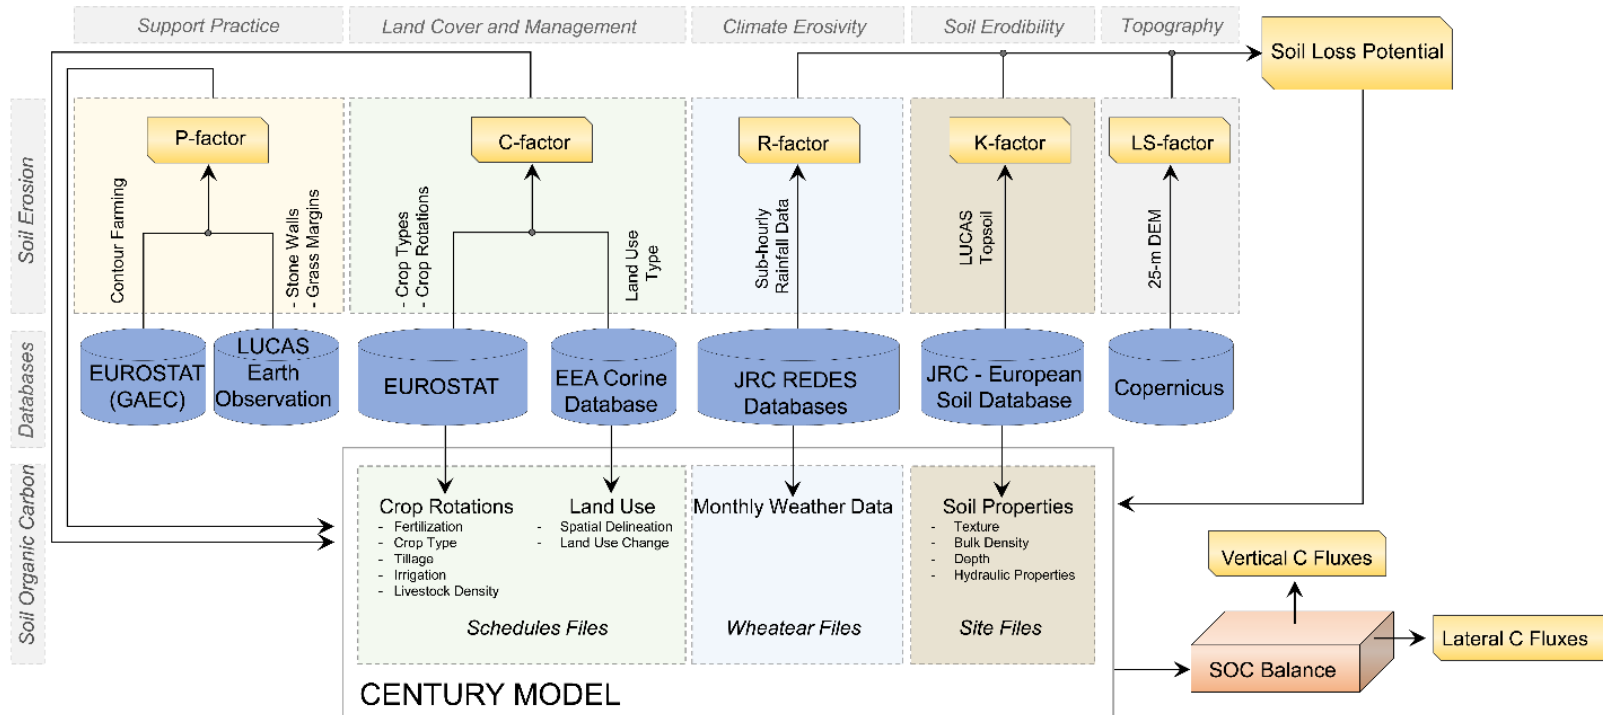 Support Practice
Land Cover and Management
Climate Erosivity
Soil Erodibility
Topography
Soil Loss Potential
Soil Erosion
P-factor
C-factor
R-factor
K-factor
LS-factor
Contour Farming
- Stone Walls
- Grass Margins
- Crop Types
- Crop Rotations
Land Use
Type
Sub-hourly
Rainfall Data
LUCAS
Topsoil
25-m DEM
Databases
EUROSTAT
(GAEC)
LUCAS
Earth
Observation
EUROSTAT
EEA Corine
Database
JRC REDES
Databases
JRC - European
Soil Database
Copernicus
Soil Organic Carbon
Crop Rotations
- Fertilization
- Crop Type
- Tillage
- Irrigation
- Livestock Density
Land Use
- Spatial Delineation
- Land Use Change
Schedules Files
Monthly Weather Data
Wheatear Files
Soil Properties
- Texture
- Bulk Density
- Depth
- Hydraulic Properties
Site Files
CENTURY MODEL
Vertical C Fluxes
Lateral C Fluxes
SOC Balance